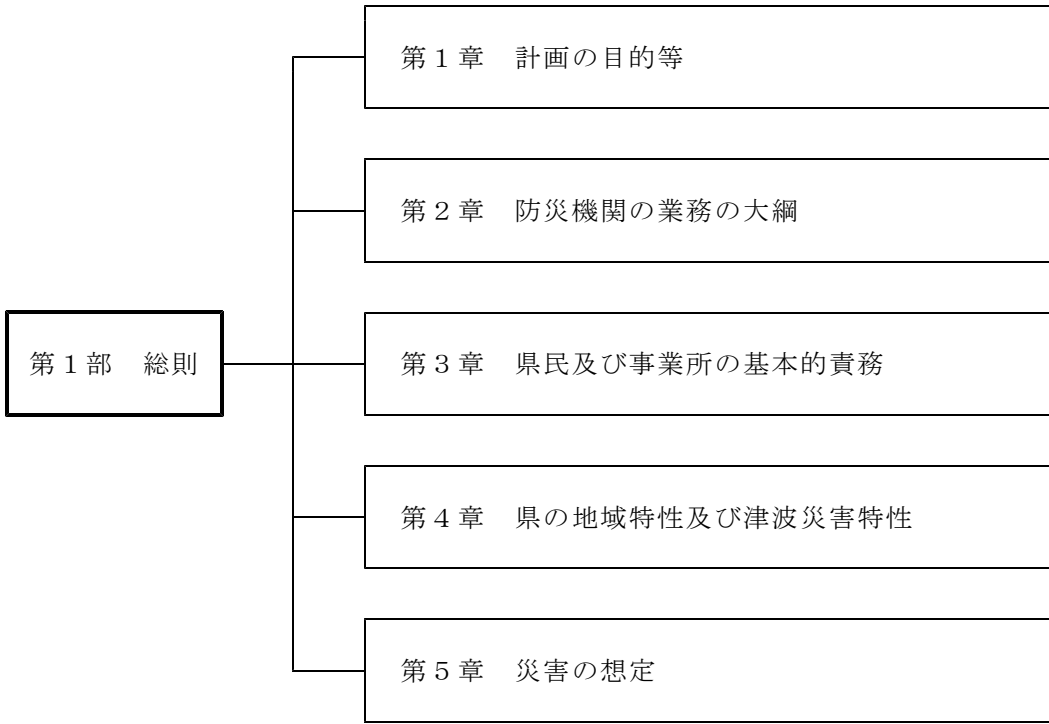 第１章　計画の目的等
第２章　防災機関の業務の大綱
第１部　総則
第３章　県民及び事業所の基本的責務
第４章　県の地域特性及び津波災害特性
第５章　災害の想定